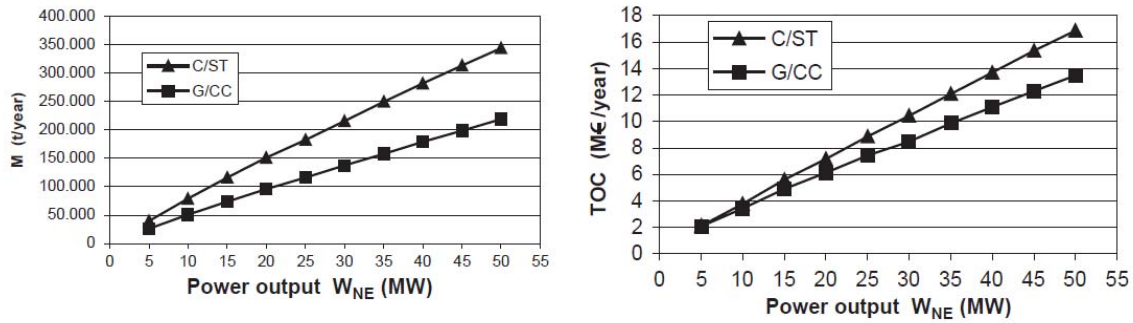 400.000
350.000
300.000
250.000
200.000
150.000
100.000
50.000
0
M (t/year)
C/ST
G/CC
0 5 10 15 20 25 30 35 40 45 50 55
Power output W_NE (MW)
18
16
14
12
10
8
6
4
2
0
TOC (M€/year)
C/ST
G/CC
0 5 10 15 20 25 30 35 40 45 50 55
Power output W_NE (MW)